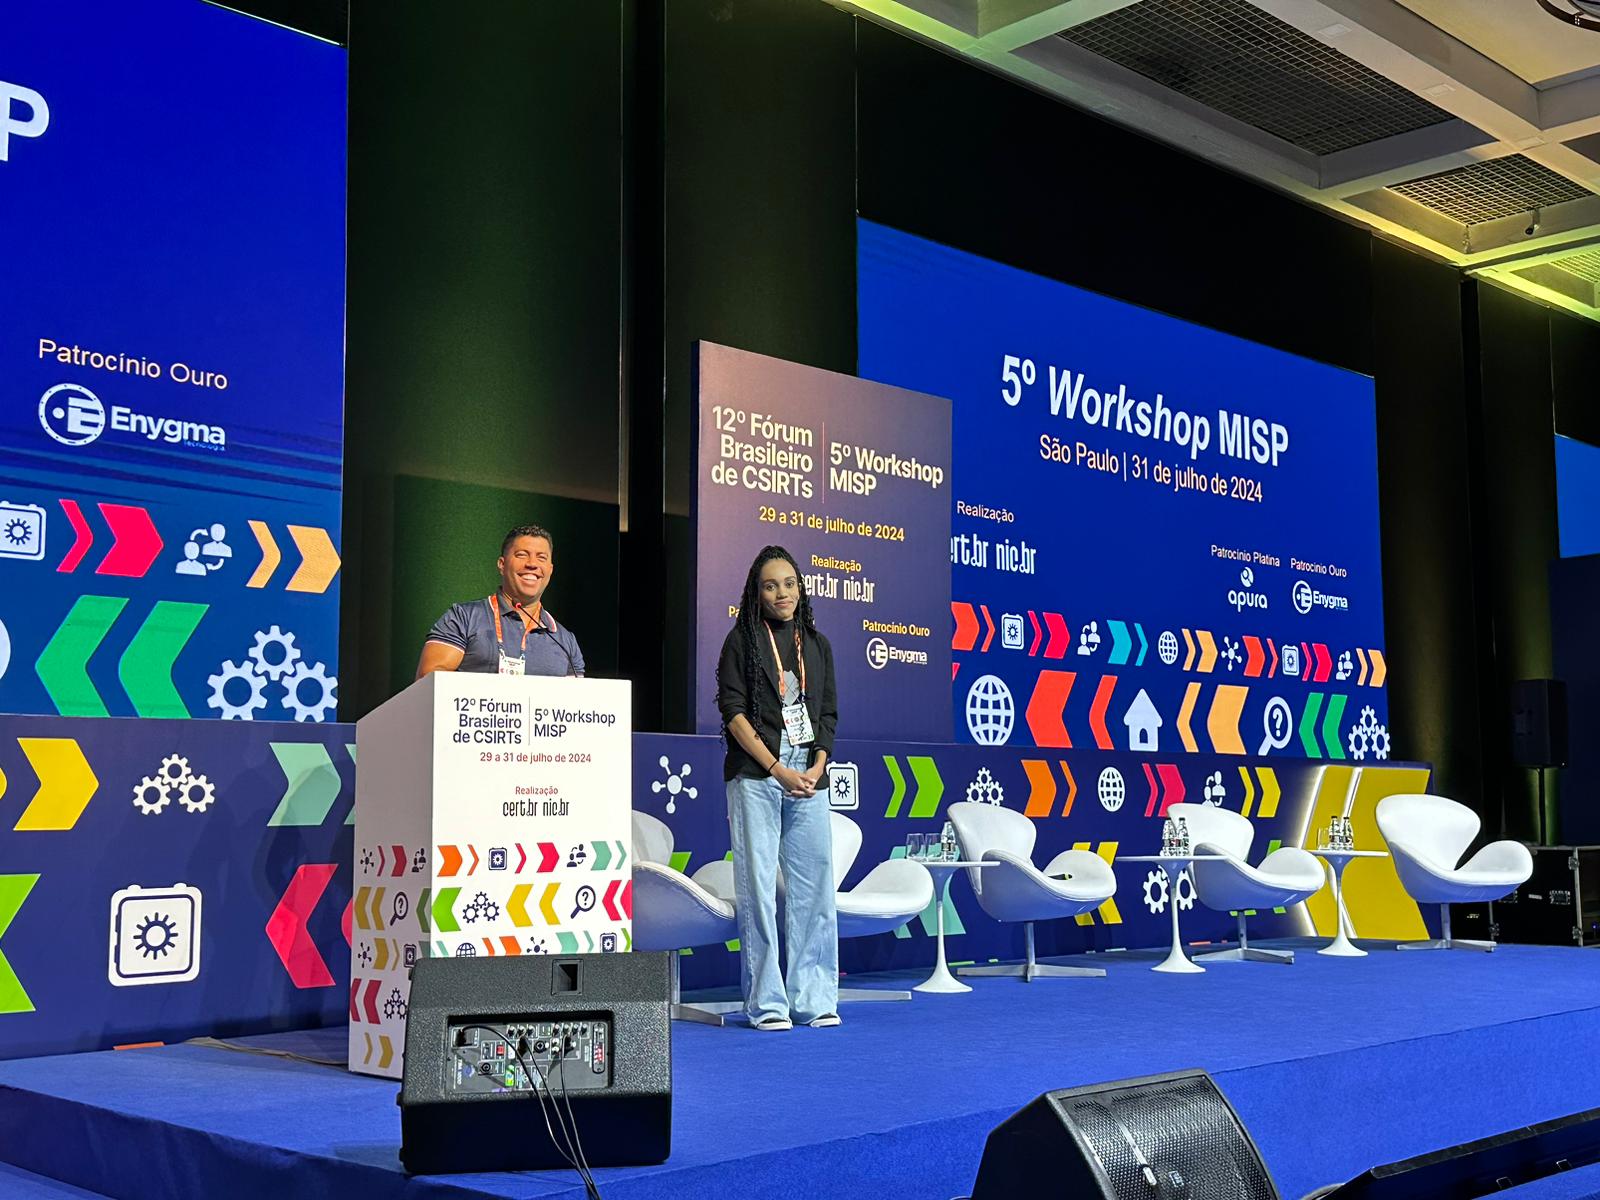 P
Patrocínio Ouro
Enygma
Tecnologia
12º Fórum
Brasileiro
de CSIRTs
5º Workshop
MISP
29 a 31 de julho de 2024
Realização
cert.br nic.br
Patrocínio Ouro
Enygma
5º Workshop MISP
São Paulo | 31 de julho de 2024
Realização
ert.br nic.br
Patrocínio Platina
apura
Patrocínio Ouro
Enygma
12º Fórum
Brasileiro
de CSIRTs
5º Workshop
MISP
29 a 31 de julho de 2024
Realização
cert.br nic.br